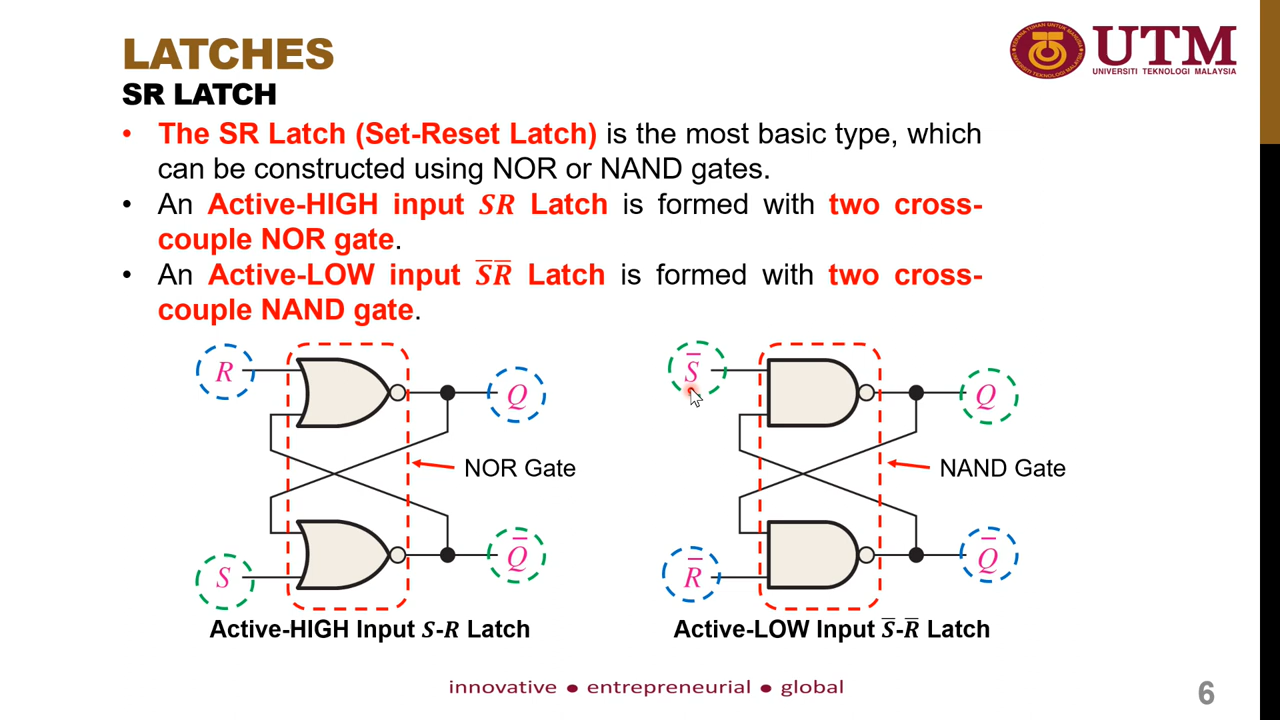 LATCHES
UTM
UNIVERSITI TEKNOLOGI MALAYSIA
SR LATCH
• The SR Latch (Set-Reset Latch) is the most basic type, which
can be constructed using NOR or NAND gates.
• An Active-HIGH input SR Latch is formed with two cross-
couple NOR gate.
• An Active-LOW input S̅R̅ Latch is formed with two cross-
couple NAND gate.
R
Q
NOR Gate
S
Q̅
Active-HIGH Input S-R Latch
S̅
Q
NAND Gate
R̅
Q̅
Active-LOW Input S̅-R̅ Latch
innovative ● entrepreneurial ● global
6